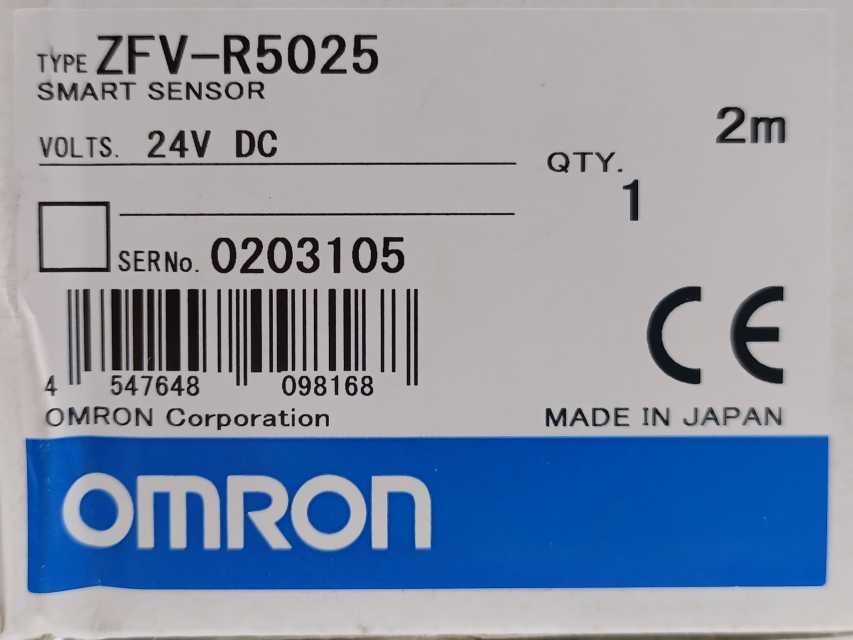 TYPE ZFV-R5025
SMART SENSOR
2m
VOLTS. 24V DC
QTY.
1
SER No. 0203105
4 547648 098168
CE
OMRON Corporation
MADE IN JAPAN
OMRON